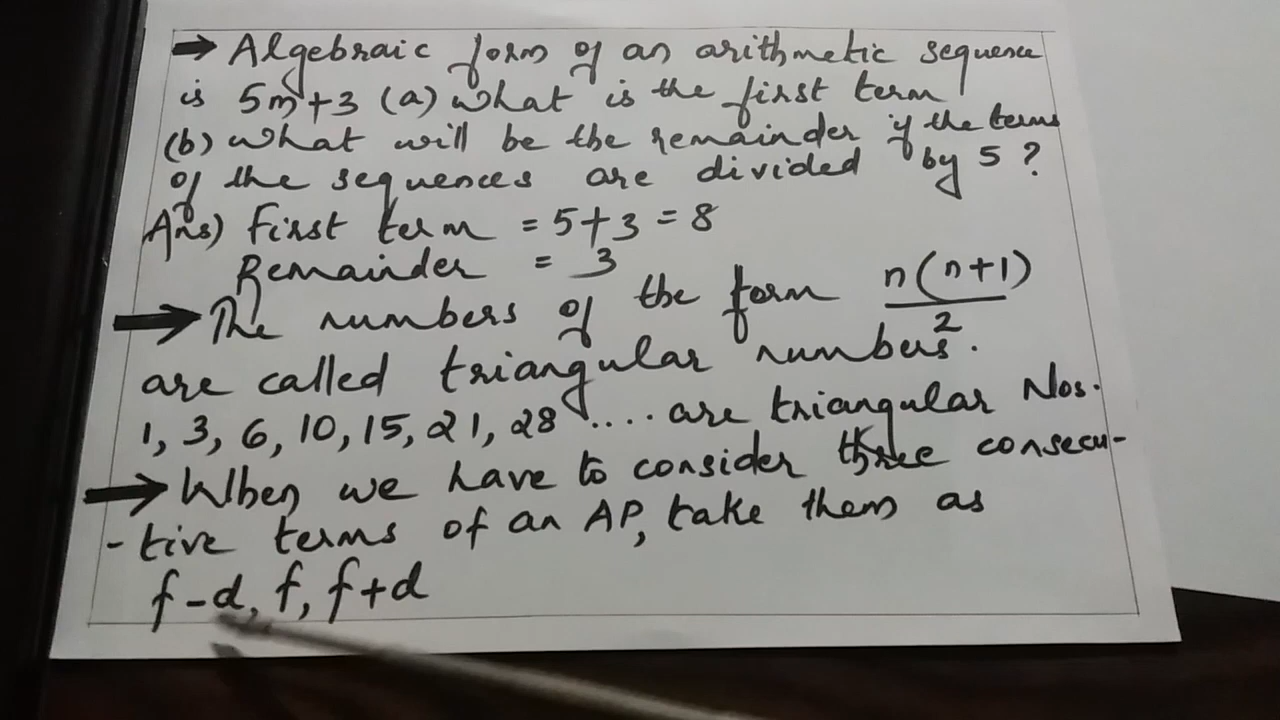 → Algebraic form of an arithmetic sequence
is 5n+3 (a) what is the first term
(b) what will be the remainder if the terms
of the sequences are divided by 5 ?
Ans) First term = 5+3 = 8
Remainder = 3
→ The numbers of the form n(n+1)/2
are called triangular numbers.
1, 3, 6, 10, 15, 21, 28 .... are triangular Nos.
→ When we have to consider three consecu-
-tive terms of an AP, take them as
f-d, f, f+d